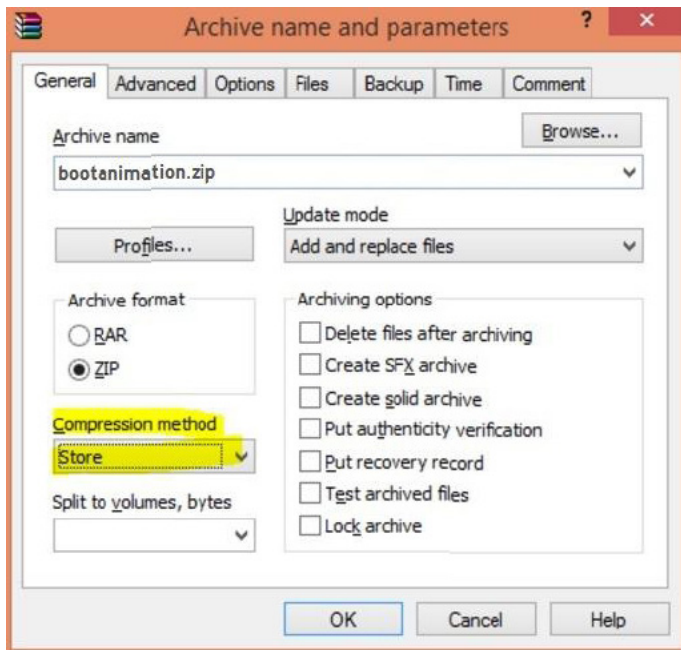 Archive name and parameters ? ×
General Advanced Options Files Backup Time Comment
Archive name
Browse...
bootanimation.zip
Profiles...
Update mode
Add and replace files
Archive format
RAR
ZIP
Compression method
Store
Split to volumes, bytes
Archiving options
Delete files after archiving
Create SFX archive
Create solid archive
Put authenticity verification
Put recovery record
Test archived files
Lock archive
OK Cancel Help